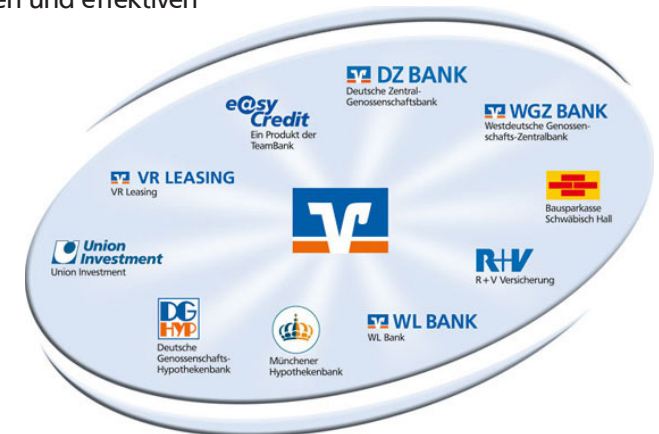 en und effektiven
DZ BANK
Deutsche Zentral-
Genossenschaftsbank
e@sy
Credit
Ein Produkt der
TeamBank
WGZ BANK
Westdeutsche Genossen-
schafts-Zentralbank
VR LEASING
VR Leasing
Bausparkasse
Schwäbisch Hall
Union
Investment
Union Investment
R+V
R+V Versicherung
DG
HYP
Deutsche
Genossenschafts-
Hypothekenbank
Münchener
Hypothekenbank
WL BANK
WL Bank